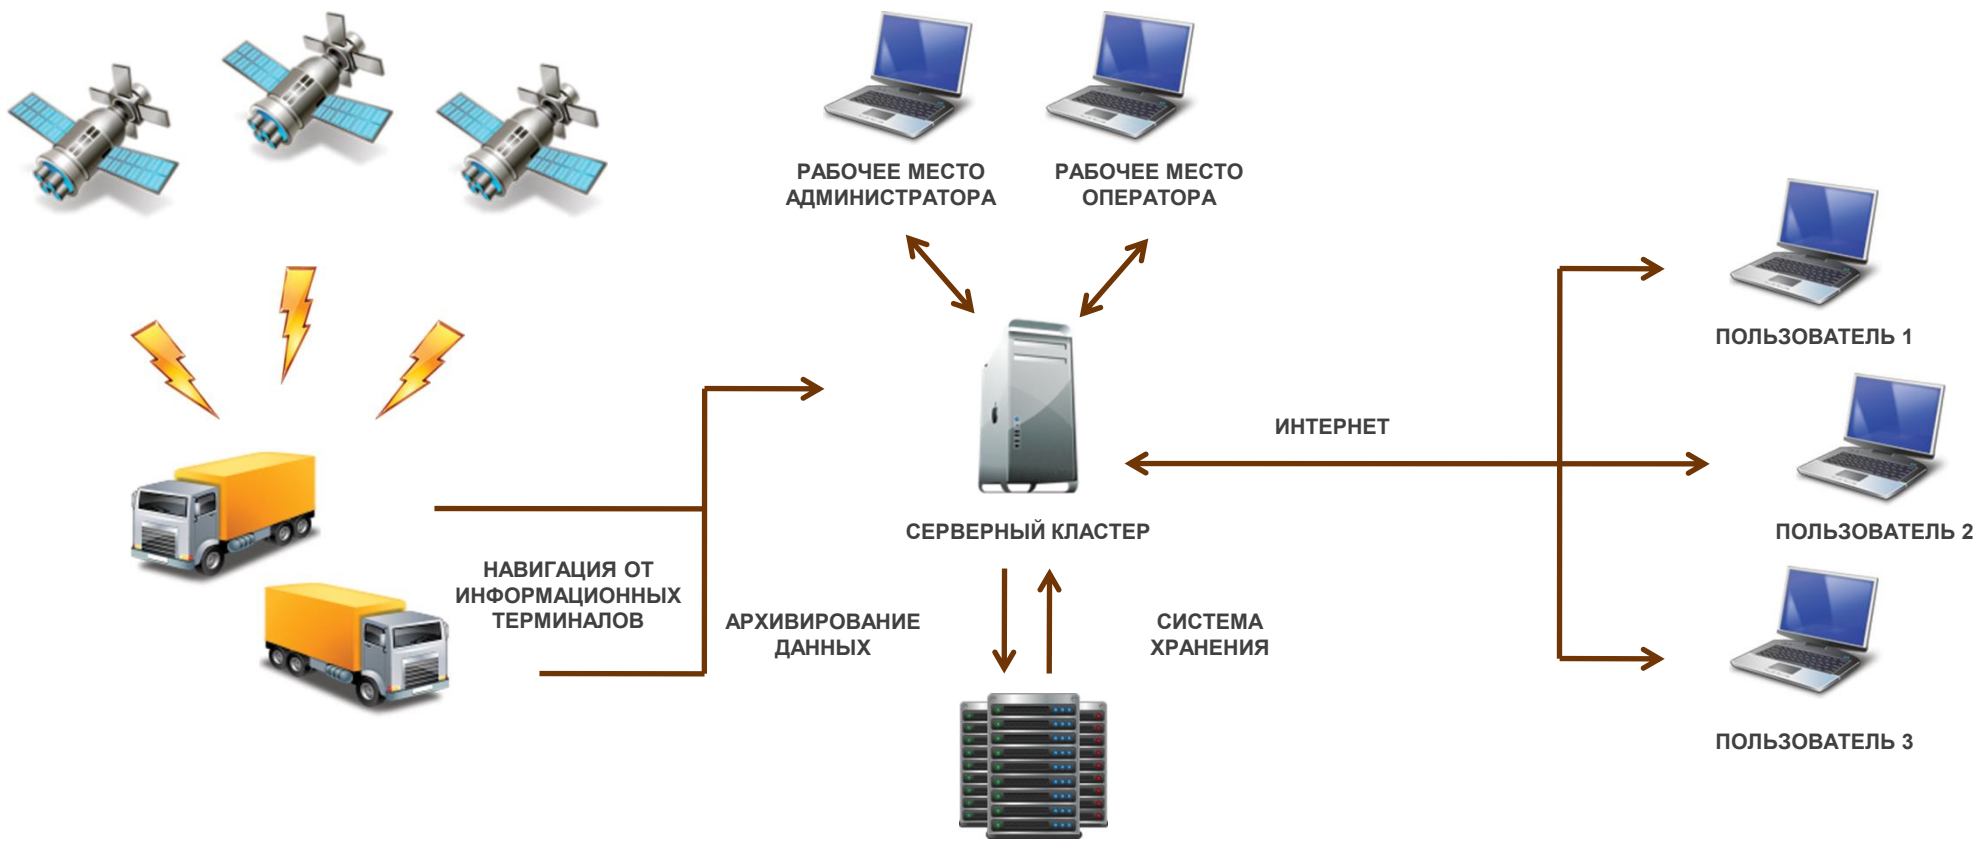 РАБОЧЕЕ МЕСТО
АДМИНИСТРАТОРА
РАБОЧЕЕ МЕСТО
ОПЕРАТОРА
ПОЛЬЗОВАТЕЛЬ 1
ИНТЕРНЕТ
СЕРВЕРНЫЙ КЛАСТЕР
ПОЛЬЗОВАТЕЛЬ 2
НАВИГАЦИЯ ОТ
ИНФОРМАЦИОННЫХ
ТЕРМИНАЛОВ
АРХИВИРОВАНИЕ
ДАННЫХ
СИСТЕМА
ХРАНЕНИЯ
ПОЛЬЗОВАТЕЛЬ 3